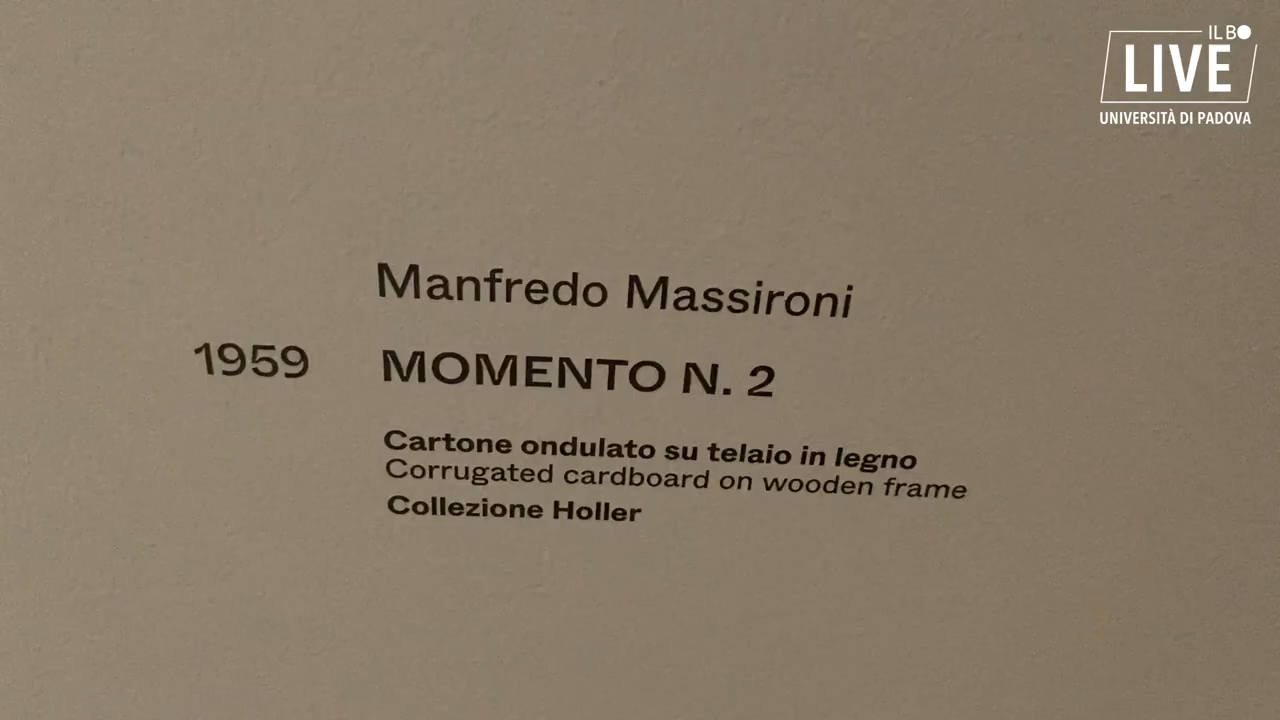 IL BO
LIVE
UNIVERSITÀ DI PADOVA
Manfredo Massironi
1959 MOMENTO N. 2
Cartone ondulato su telaio in legno
Corrugated cardboard on wooden frame
Collezione Holler